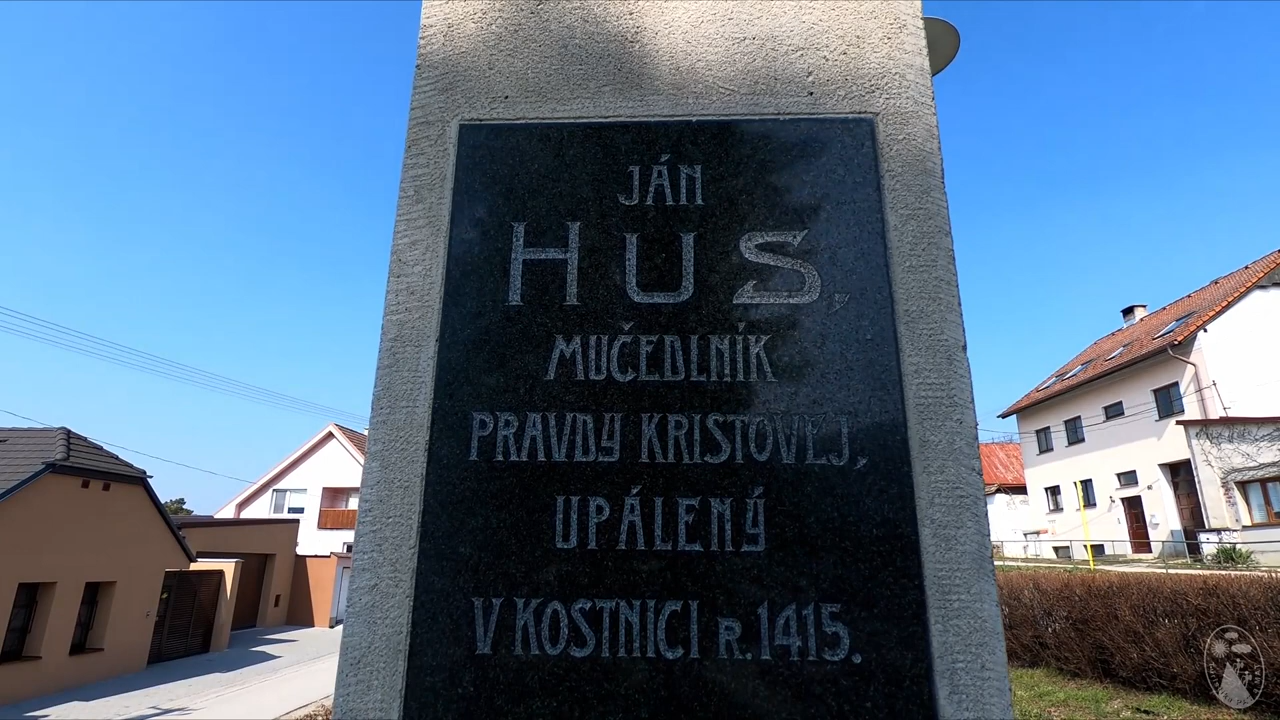 JÁN
HUS,
MUČEDLNÍK
PRAVDY KRISTOVEJ,
UPÁLENÝ
V KOSTNICI R. 1415.